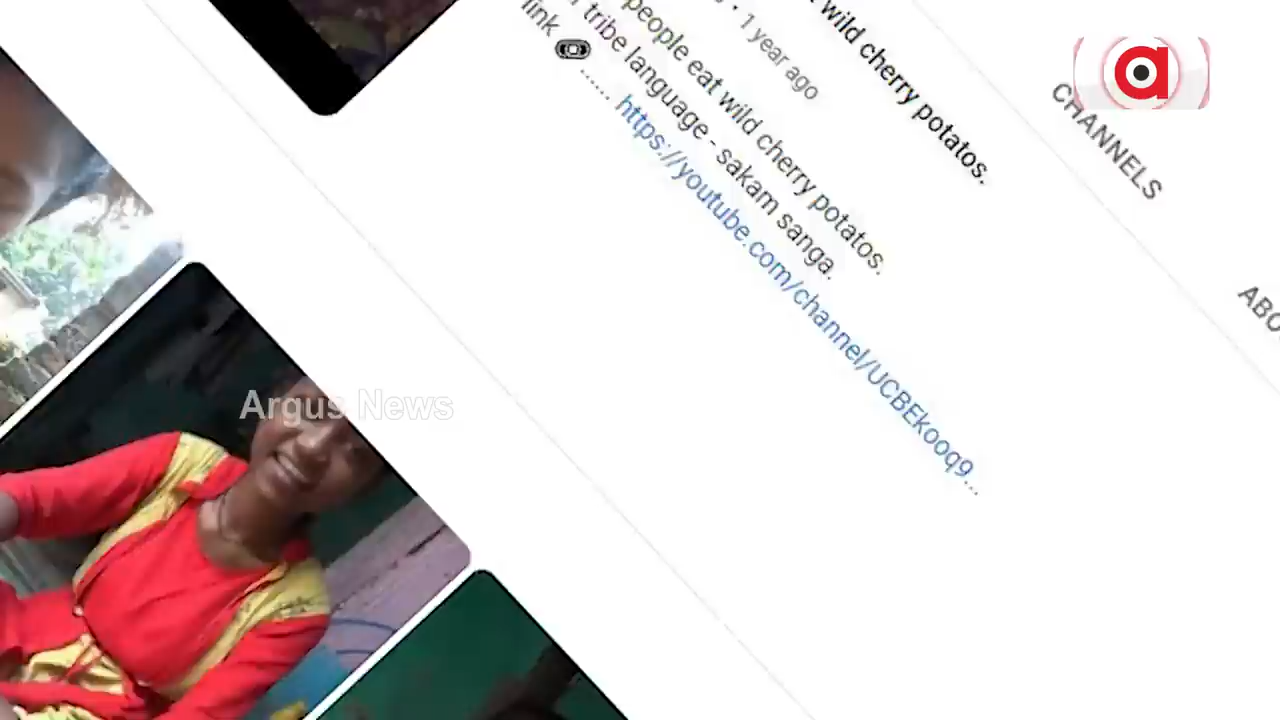 wild cherry potatos.
• 1 year ago
people eat wild cherry potatos.
tribe language - sakam sanga.
link
...... https://youtube.com/channel/UCBEkooq9...
CHANNELS
Argus News
a